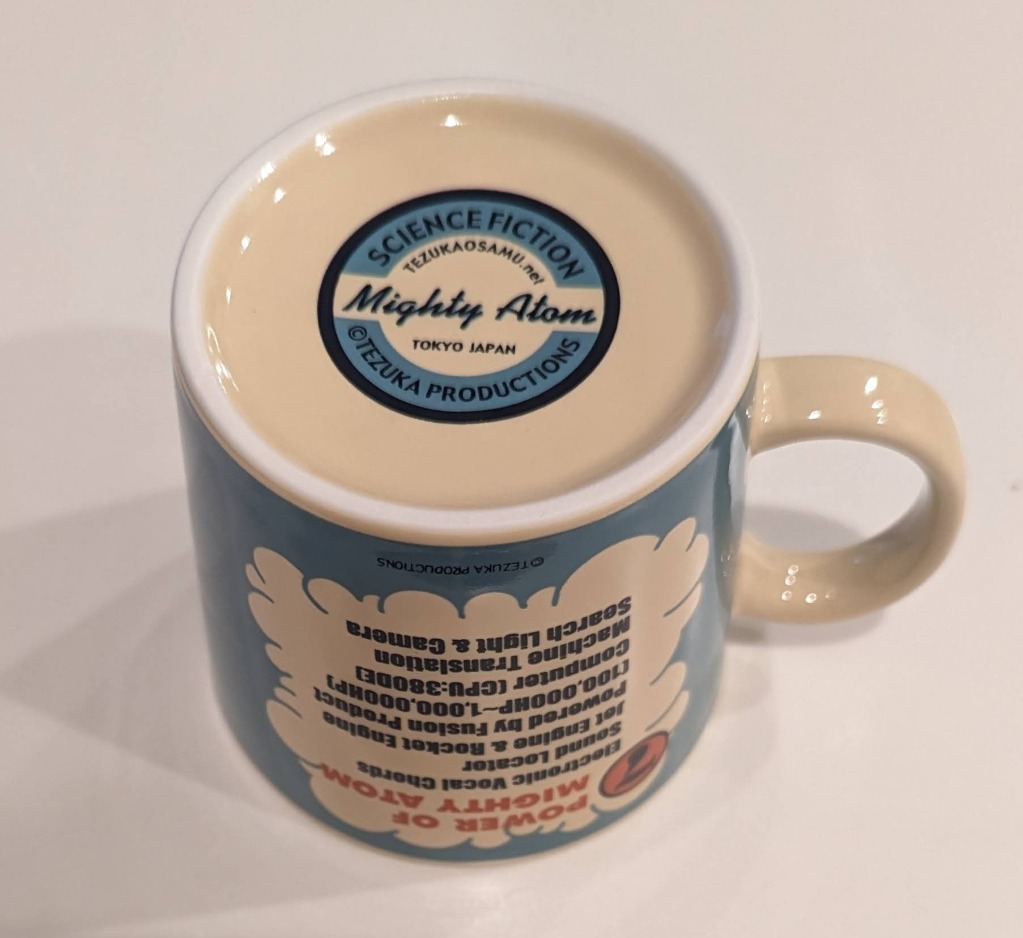 SCIENCE FICTION
TEZUKAOSAMU.net
Mighty Atom
TOKYO JAPAN
©TEZUKA PRODUCTIONS
POWER OF
MIGHTY ATOM
7
Electronic Vocal Chords
Sound Locator
Jet Engine & Rocket Engine
Powered by Fusion Product
(100,000HP~1,000,000HP)
Computer (CPU:380DE)
Machine Translation
Search Light & Camera
©TEZUKA PRODUCTIONS